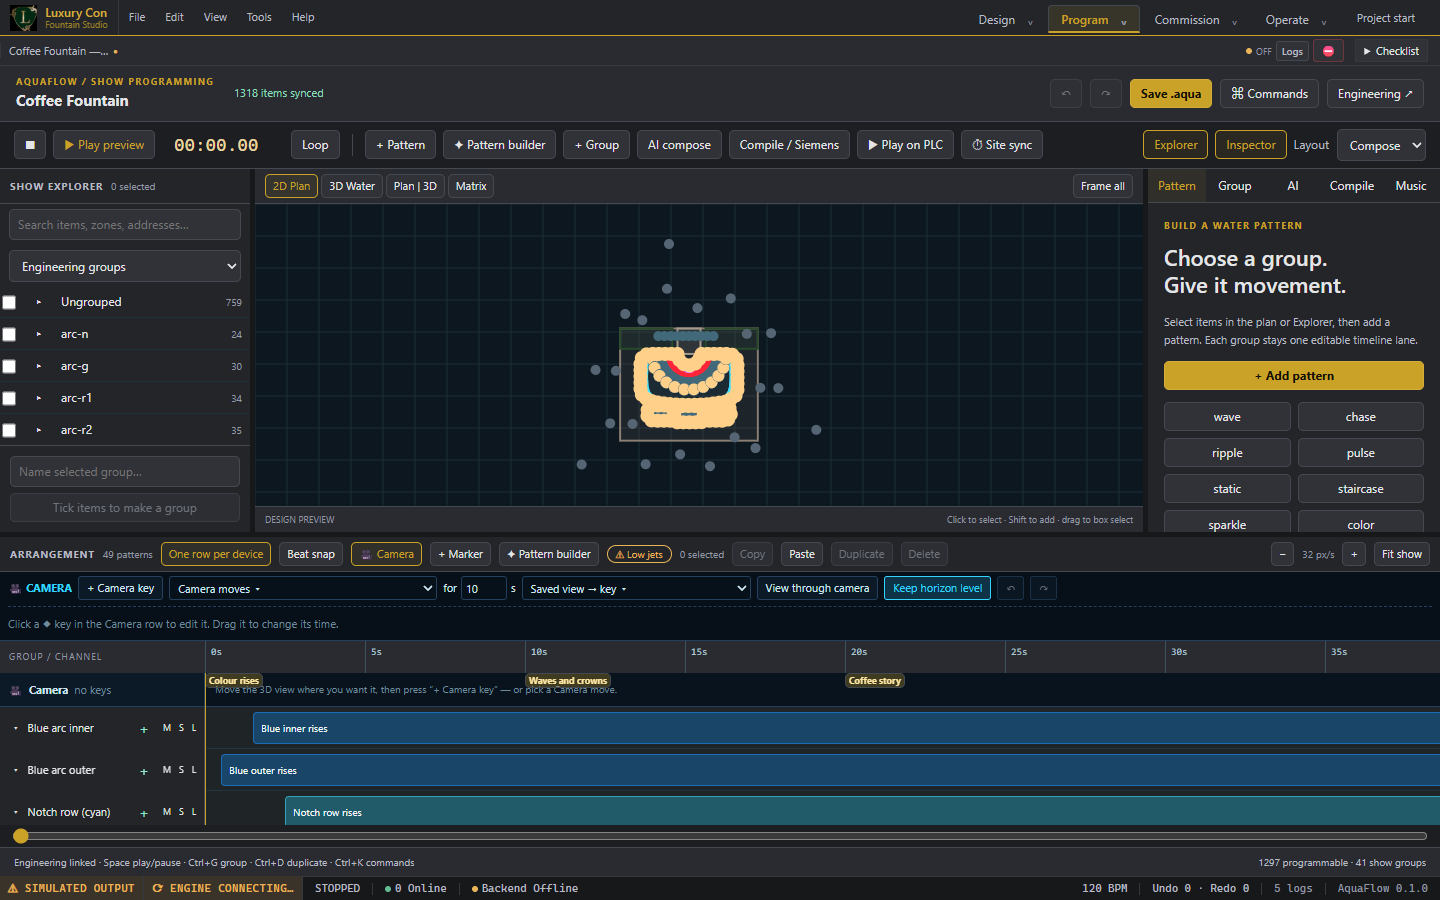 Luxury Con
Fountain Studio
File Edit View Tools Help
Design Program Commission Operate Project start
Coffee Fountain —... OFF Logs Checklist
AQUAFLOW / SHOW PROGRAMMING
Coffee Fountain
1318 items synced
Save .aqua ⌘ Commands Engineering ↗
Play preview 00:00.00 Loop + Pattern ✦ Pattern builder + Group AI compose Compile / Siemens ▶ Play on PLC ⏱ Site sync Explorer Inspector Layout Compose
SHOW EXPLORER 0 selected
2D Plan 3D Water Plan | 3D Matrix Frame all
Pattern Group AI Compile Music
Search items, zones, addresses...
Engineering groups
Ungrouped 759
arc-n 24
arc-g 30
arc-r1 34
arc-r2 35
Name selected group...
Tick items to make a group
BUILD A WATER PATTERN
Choose a group.
Give it movement.
Select items in the plan or Explorer, then add a
pattern. Each group stays one editable timeline lane.
+ Add pattern
wave chase
ripple pulse
static staircase
sparkle color
DESIGN PREVIEW Click to select · Shift to add · drag to box select
ARRANGEMENT 49 patterns One row per device Beat snap Camera + Marker ✦ Pattern builder ⚠ Low jets 0 selected Copy Paste Duplicate Delete − 32 px/s + Fit show
CAMERA + Camera key Camera moves for 10 s Saved view → key View through camera Keep horizon level
Click a ◆ key in the Camera row to edit it. Drag it to change its time.
GROUP / CHANNEL 0s 5s 10s 15s 20s 25s 30s 35s
Colour rises Waves and crowns Coffee story
Camera no keys Move the 3D view where you want it, then press "+ Camera key" — or pick a Camera move.
Blue arc inner + M S L Blue inner rises
Blue arc outer + M S L Blue outer rises
Notch row (cyan) + M S L Notch row rises
Engineering linked · Space play/pause · Ctrl+G group · Ctrl+D duplicate · Ctrl+K commands 1297 programmable · 41 show groups
⚠ SIMULATED OUTPUT ⟳ ENGINE CONNECTING… STOPPED 0 Online Backend Offline 120 BPM Undo 0 · Redo 0 5 logs AquaFlow 0.1.0